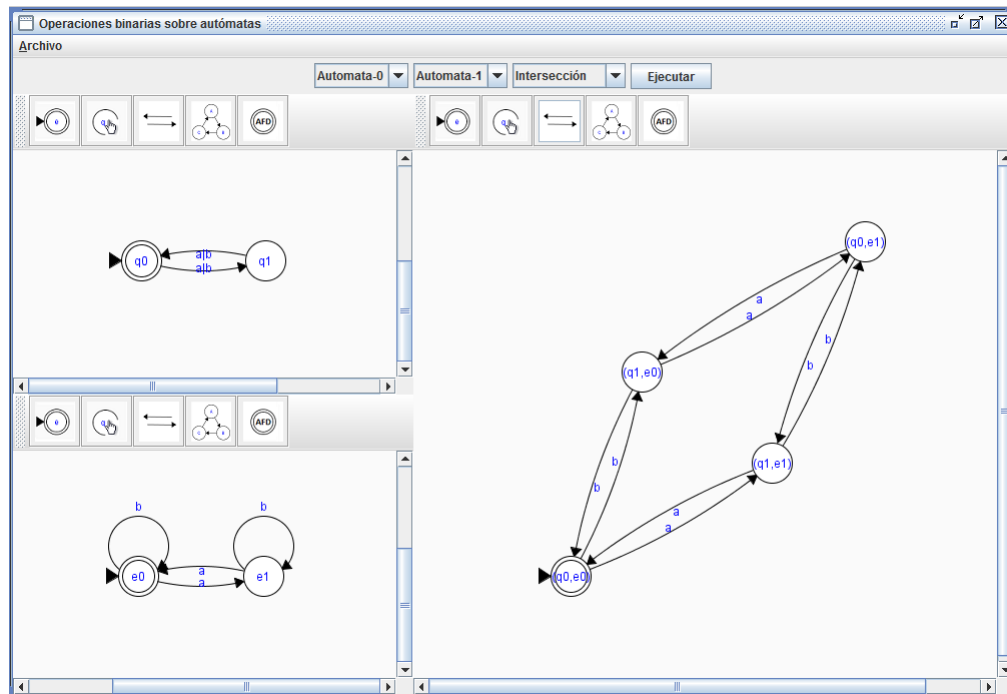 Operaciones binarias sobre autómatas
Archivo
Automata-0 Automata-1 Intersección Ejecutar
e q A C B AFD
e q A C B AFD
q0 a|b a|b q1
e q A C B AFD
b b
e0 a a e1
(q0,e1)
a
a
b
b
(q1,e0)
(q1,e1)
b
b
a
a
(q0,e0)